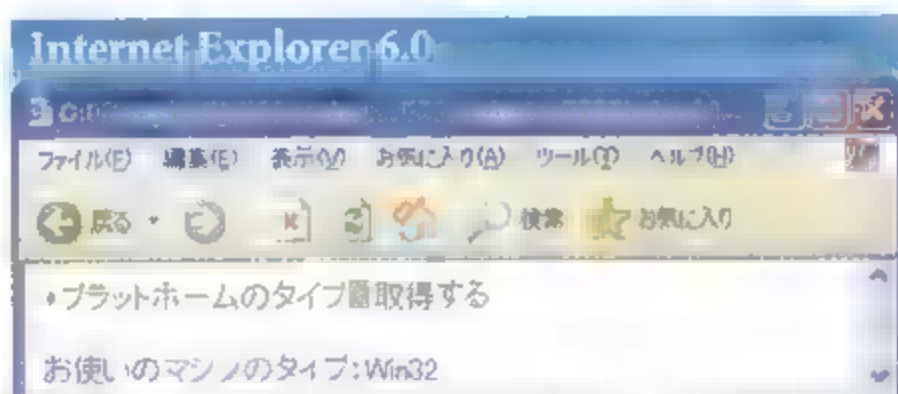 Internet Explorer 6.0
ファイル(F) 編集(E) 表示(V) お気に入り(A) ツール(T) ヘルプ(H)
戻る 検索 お気に入り
・プラットホームのタイプを取得する
お使いのマシンのタイプ:Win32